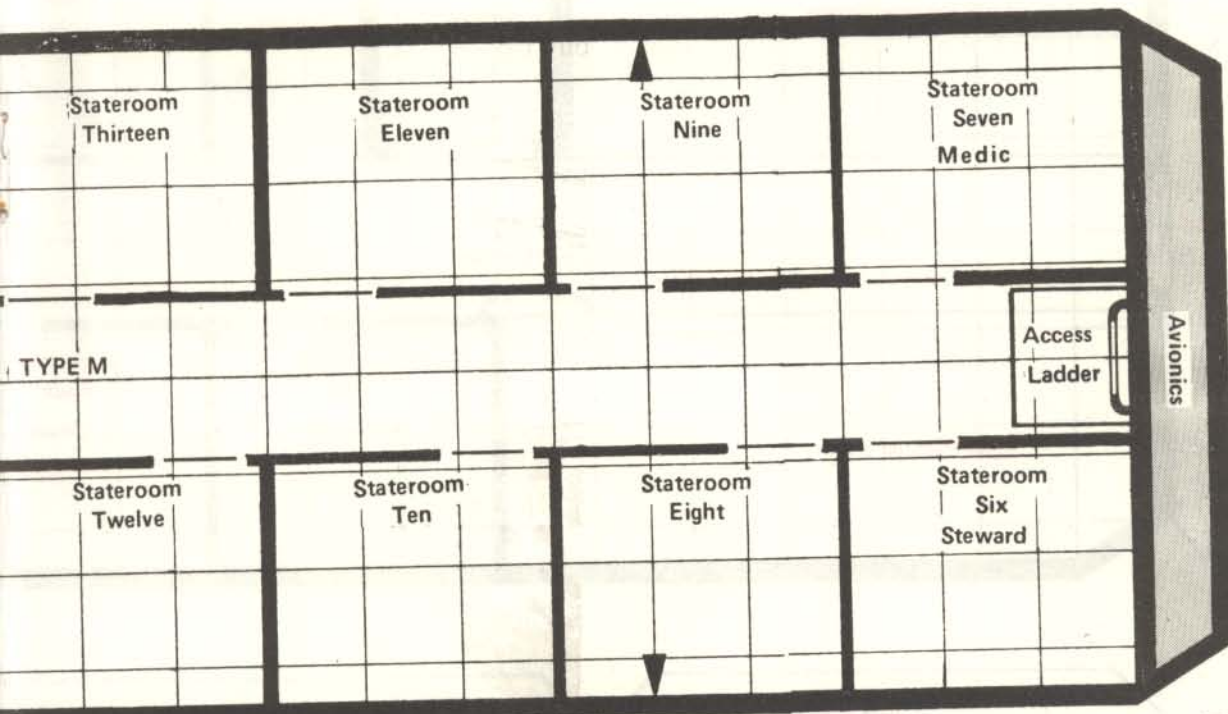 Stateroom
Thirteen
Stateroom
Eleven
Stateroom
Nine
Stateroom
Seven
Medic
TYPE M
Access
Ladder
Avionics
Stateroom
Twelve
Stateroom
Ten
Stateroom
Eight
Stateroom
Six
Steward